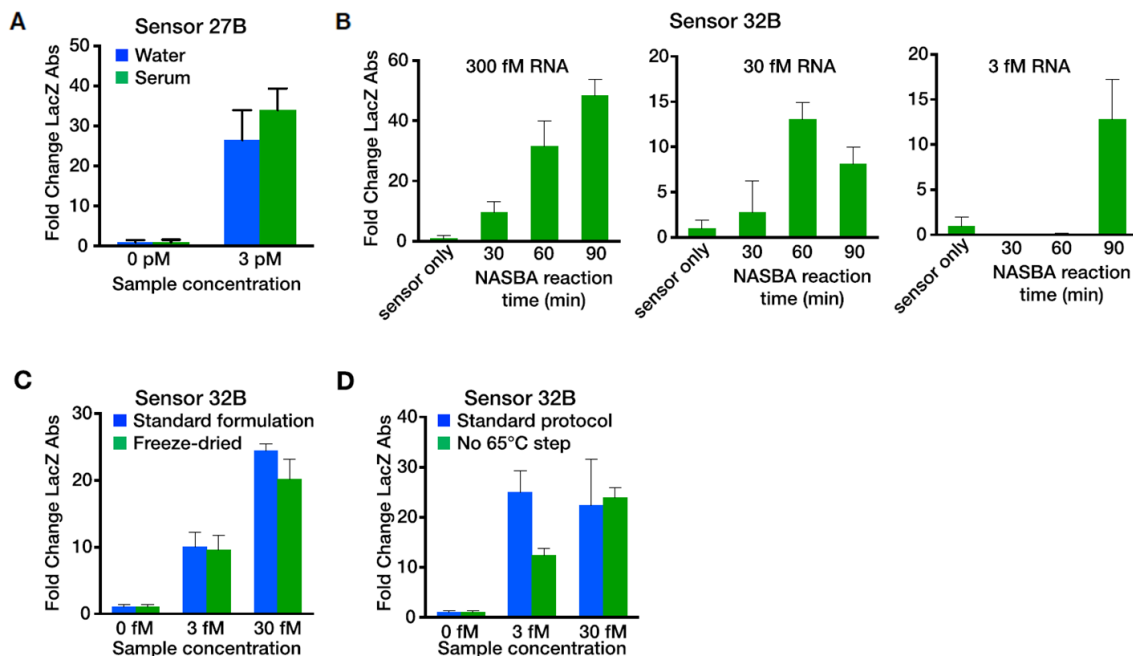 A
Sensor 27B
Water
Serum
Fold Change LacZ Abs
50
40
30
20
10
0
0 pM
3 pM
Sample concentration
B
Sensor 32B
300 fM RNA
Fold Change LacZ Abs
60
40
20
0
sensor only
30
60
90
NASBA reaction
time (min)
30 fM RNA
20
15
10
5
0
sensor only
30
60
90
NASBA reaction
time (min)
3 fM RNA
20
15
10
5
0
sensor only
30
60
90
NASBA reaction
time (min)
C
Sensor 32B
Standard formulation
Freeze-dried
Fold Change LacZ Abs
30
20
10
0
0 fM
3 fM
30 fM
Sample concentration
D
Sensor 32B
Standard protocol
No 65°C step
Fold Change LacZ Abs
40
30
20
10
0
0 fM
3 fM
30 fM
Sample concentration